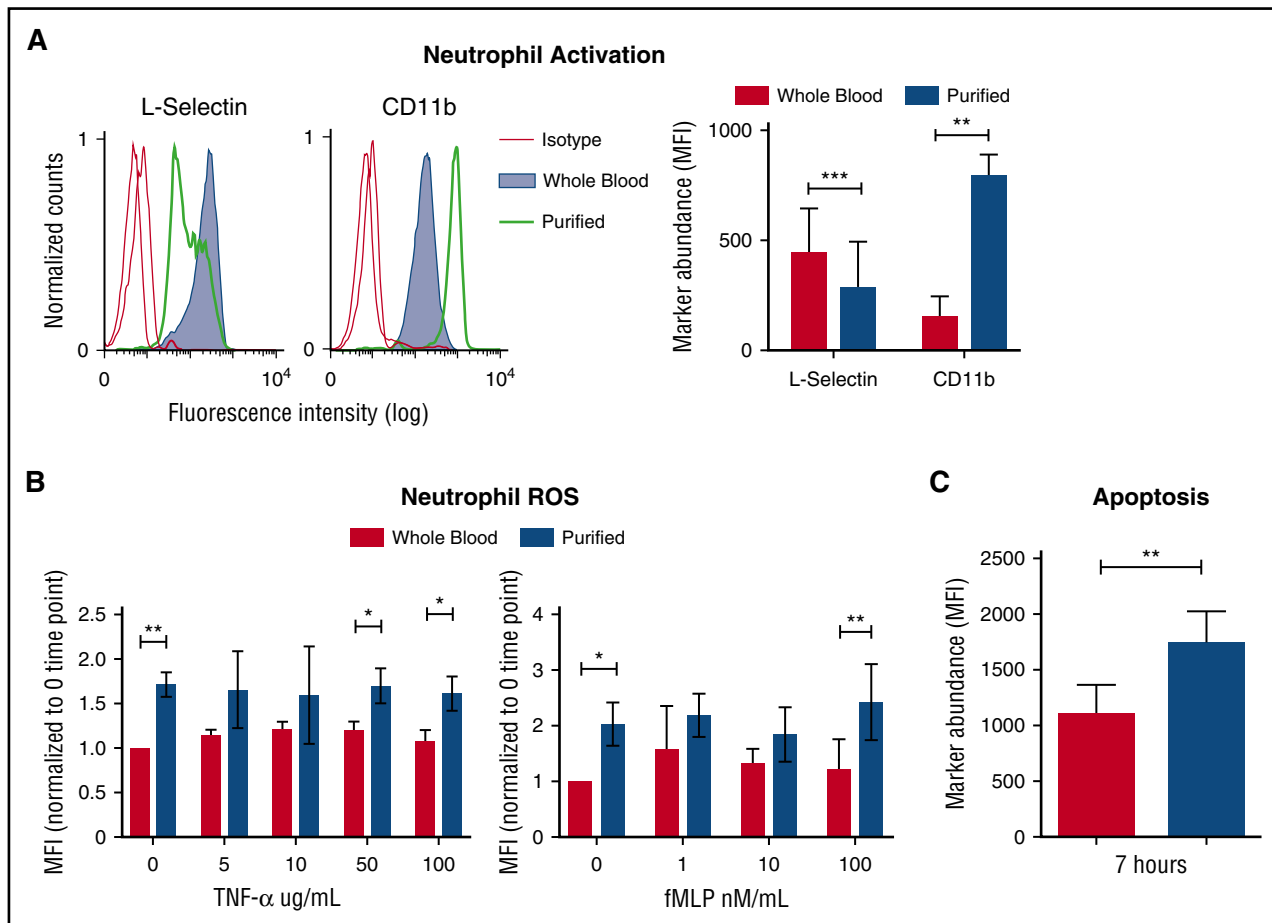 A
Neutrophil Activation
L-Selectin
CD11b
Isotype
Whole Blood
Purified
Normalized counts
1
0
0
10⁴
1
0
0
10⁴
Fluorescence intensity (log)
Whole Blood
Purified
Marker abundance (MFI)
1000
500
0
***
**
L-Selectin
CD11b
B
Neutrophil ROS
Whole Blood
Purified
MFI (normalized to 0 time point)
2.5
2.0
1.5
1.0
0.5
0
**
*
*
0 5 10 50 100
TNF-α ug/mL
MFI (normalized to 0 time point)
4
3
2
1
0
*
**
0 1 10 100
fMLP nM/mL
C
Apoptosis
Marker abundance (MFI)
2500
2000
1500
1000
500
0
**
7 hours